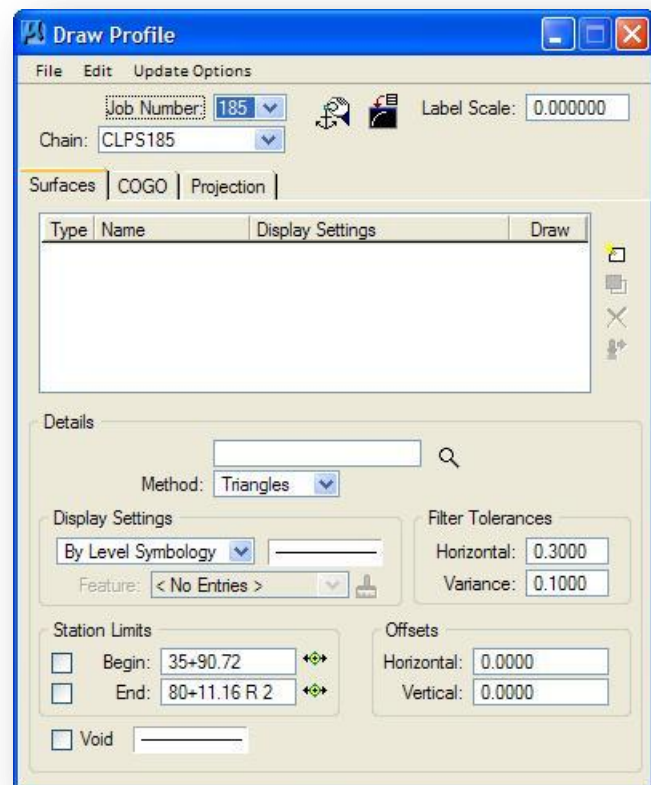 Draw Profile
File Edit Update Options
Job Number: 185 Label Scale: 0.000000
Chain: CLPS185
Surfaces COGO Projection
Type Name Display Settings Draw
Details
Method: Triangles
Display Settings Filter Tolerances
By Level Symbology Horizontal: 0.3000
Feature: < No Entries > Variance: 0.1000
Station Limits Offsets
Begin: 35+90.72 Horizontal: 0.0000
End: 80+11.16 R 2 Vertical: 0.0000
Void